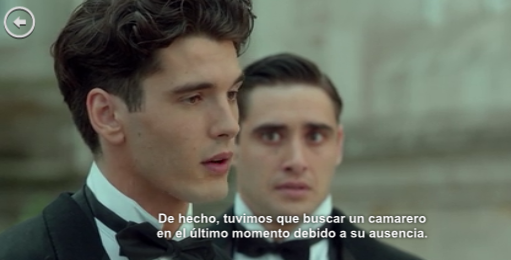 De hecho, tuvimos que buscar un camarero
en el último momento debido a su ausencia.